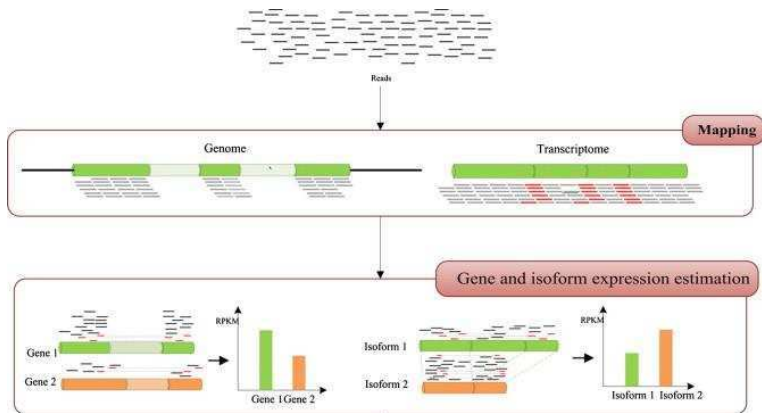 Reads
Mapping
Genome
Transcriptome
Gene and isoform expression estimation
RPKM
Gene 1
Gene 2
Gene 1 Gene 2
RPKM
Isoform 1
Isoform 2
Isoform 1 Isoform 2